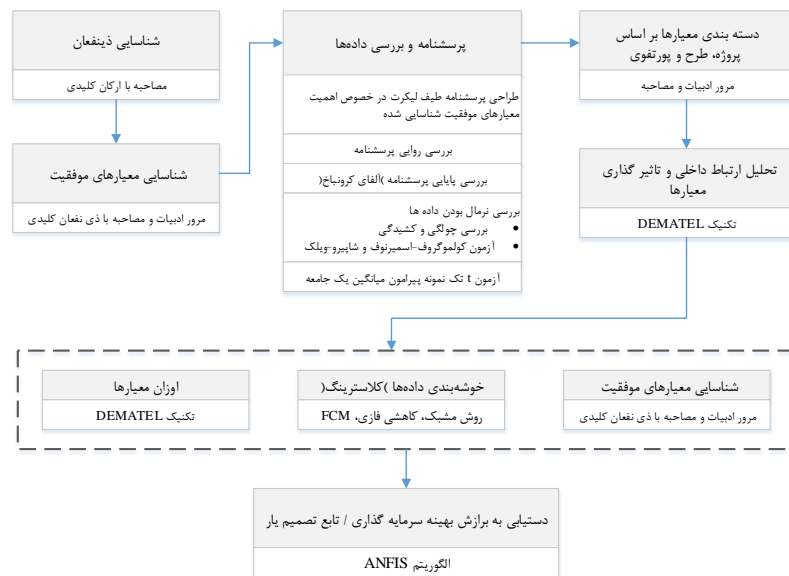 شناسایی ذینفعان
مصاحبه با ارکان کلیدی
شناسایی معیارهای موفقیت
مرور ادبیات و مصاحبه با ذی نفعان کلیدی
پرسشنامه و بررسی داده‌ها
طراحی پرسشنامه طیف لیکرت در خصوص اهمیت
معیارهای موفقیت شناسایی شده
بررسی روایی پرسشنامه
بررسی پایایی پرسشنامه )آلفای کرونباخ(
بررسی نرمال بودن داده ها
● بررسی چولگی و کشیدگی
● آزمون کولموگروف-اسمیرنوف و شاپیرو-ویلک
آزمون t تک نمونه پیرامون میانگین یک جامعه
دسته بندی معیارها بر اساس
پروژه، طرح و پورتفوی
مرور ادبیات و مصاحبه
تحلیل ارتباط داخلی و تاثیر گذاری
معیارها
تکنیک DEMATEL
شناسایی معیارهای موفقیت
مرور ادبیات و مصاحبه با ذی نفعان کلیدی
خوشه‌بندی داده‌ها )کلاسترینگ(
روش مشبک، کاهشی فازی، FCM
اوزان معیارها
تکنیک DEMATEL
دستیابی به برازش بهینه سرمایه گذاری / تابع تصمیم یار
الگوریتم ANFIS